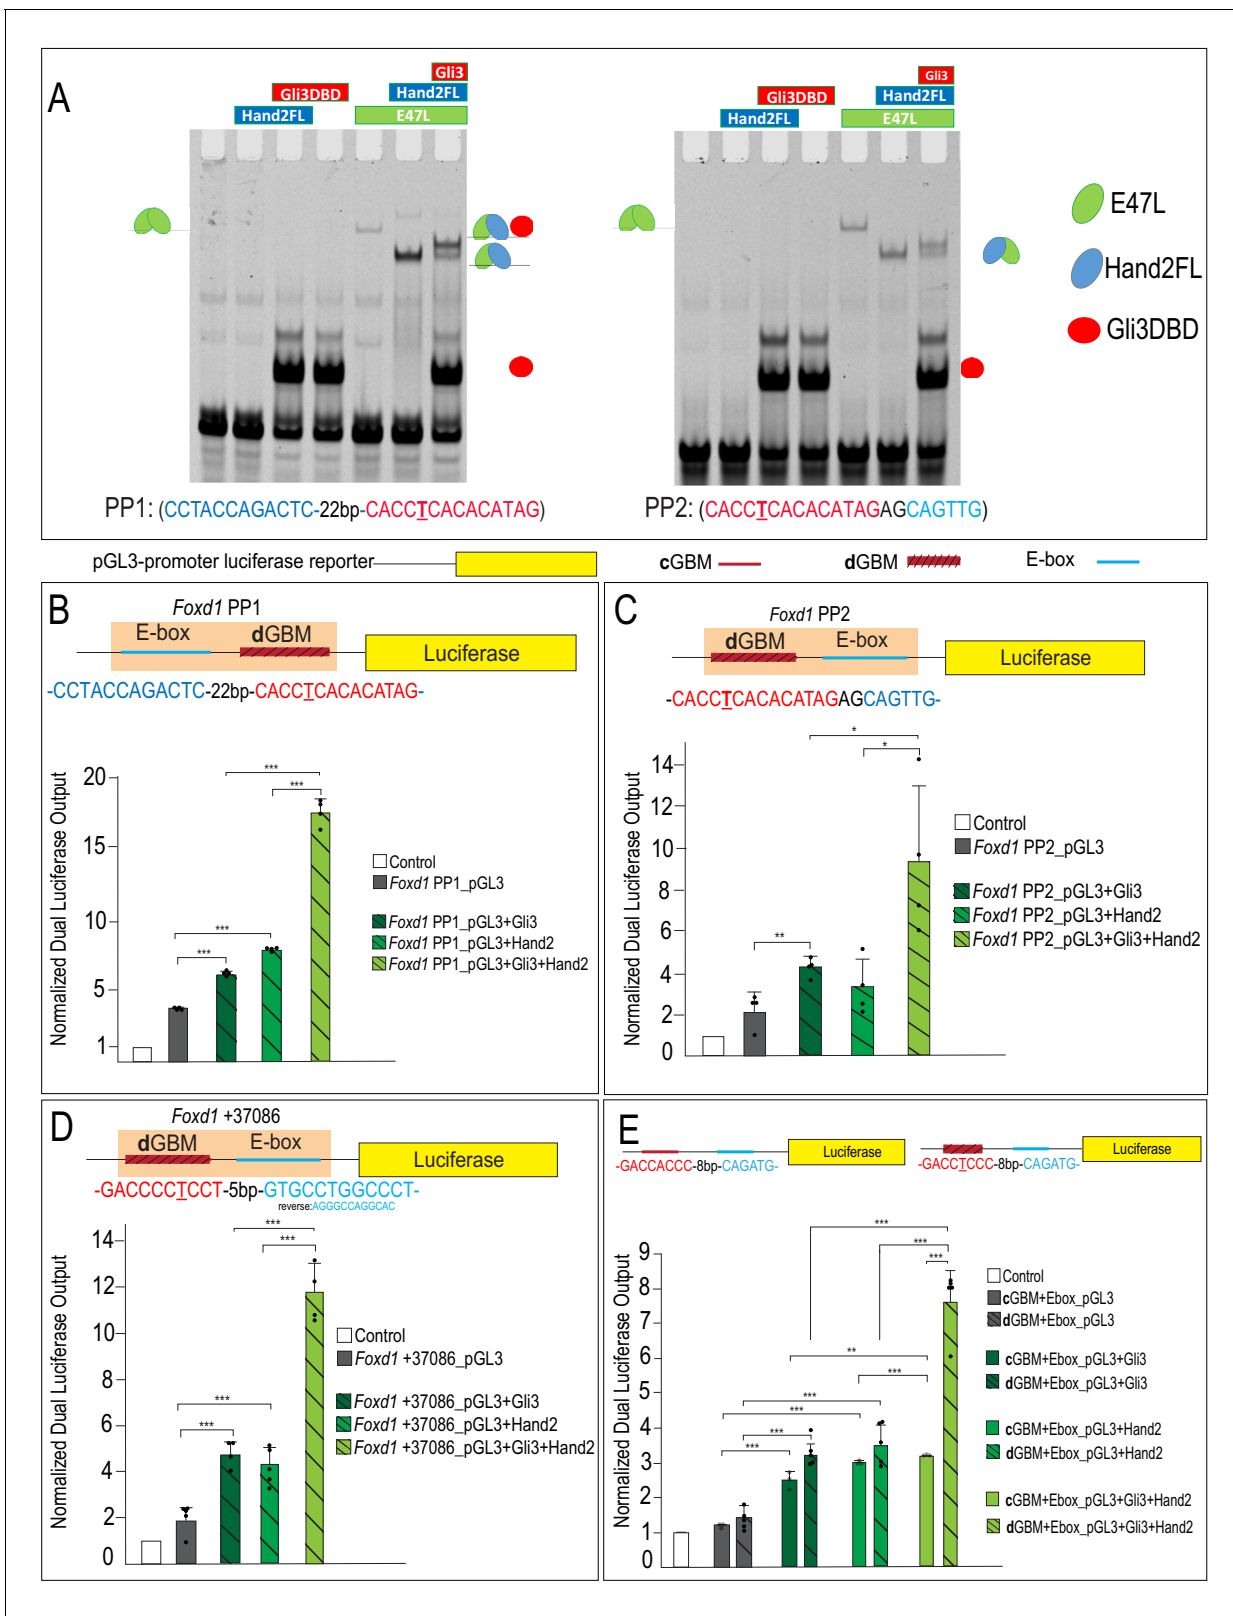 A
Gli3
Gli3DBD
Hand2FL
Hand2FL
E47L
Gli3
Gli3DBD
Hand2FL
Hand2FL
E47L
E47L
Hand2FL
Gli3DBD
PP1: (CCTACCAGACTC-22bp-CACCTCACACATAG)
PP2: (CACCTCACACATAGAGCAGTTG)
pGL3-promoter luciferase reporter
cGBM
dGBM
E-box
B
Foxd1 PP1
E-box
dGBM
Luciferase
-CCTACCAGACTC-22bp-CACCTCACACATAG-
Normalized Dual Luciferase Output
20
15
10
5
1
***
***
***
***
Control
Foxd1 PP1_pGL3
Foxd1 PP1_pGL3+Gli3
Foxd1 PP1_pGL3+Hand2
Foxd1 PP1_pGL3+Gli3+Hand2
C
Foxd1 PP2
dGBM
E-box
Luciferase
-CACCTCACACATAGAGCAGTTG-
Normalized Dual Luciferase Output
14
12
10
8
6
4
2
0
*
*
**
Control
Foxd1 PP2_pGL3
Foxd1 PP2_pGL3+Gli3
Foxd1 PP2_pGL3+Hand2
Foxd1 PP2_pGL3+Gli3+Hand2
D
Foxd1 +37086
dGBM
E-box
Luciferase
-GACCCCTCCT-5bp-GTGCCTGGCCCT-
reverse:AGGGCCAGGCAC
Normalized Dual Luciferase Output
14
12
10
8
6
4
2
0
***
***
***
***
Control
Foxd1 +37086_pGL3
Foxd1 +37086_pGL3+Gli3
Foxd1 +37086_pGL3+Hand2
Foxd1 +37086_pGL3+Gli3+Hand2
E
Luciferase
-GACCACCC-8bp-CAGATG-
Luciferase
-GACCTCCC-8bp-CAGATG-
Normalized Dual Luciferase Output
9
8
7
6
5
4
3
2
1
0
***
***
***
**
***
***
***
***
***
Control
cGBM+Ebox_pGL3
dGBM+Ebox_pGL3
cGBM+Ebox_pGL3+Gli3
dGBM+Ebox_pGL3+Gli3
cGBM+Ebox_pGL3+Hand2
dGBM+Ebox_pGL3+Hand2
cGBM+Ebox_pGL3+Gli3+Hand2
dGBM+Ebox_pGL3+Gli3+Hand2